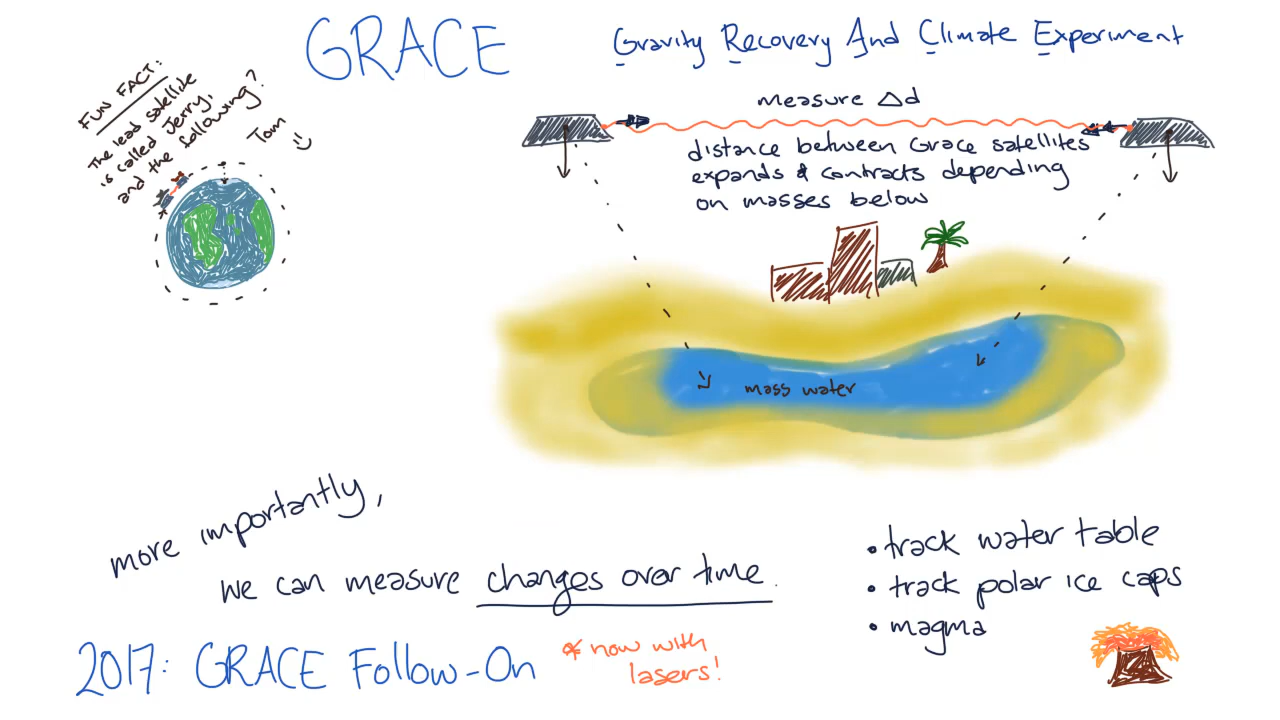 GRACE
Gravity Recovery And Climate Experiment
FUN FACT:
The lead satellite
is called Jerry,
and the following?
Tom
measure Δd
distance between Grace satellites
expands & contracts depending
on masses below
mass water
more importantly,
we can measure changes over time.
• track water table
• track polar ice caps
• magma
2017: GRACE Follow-On
* now with
lasers!